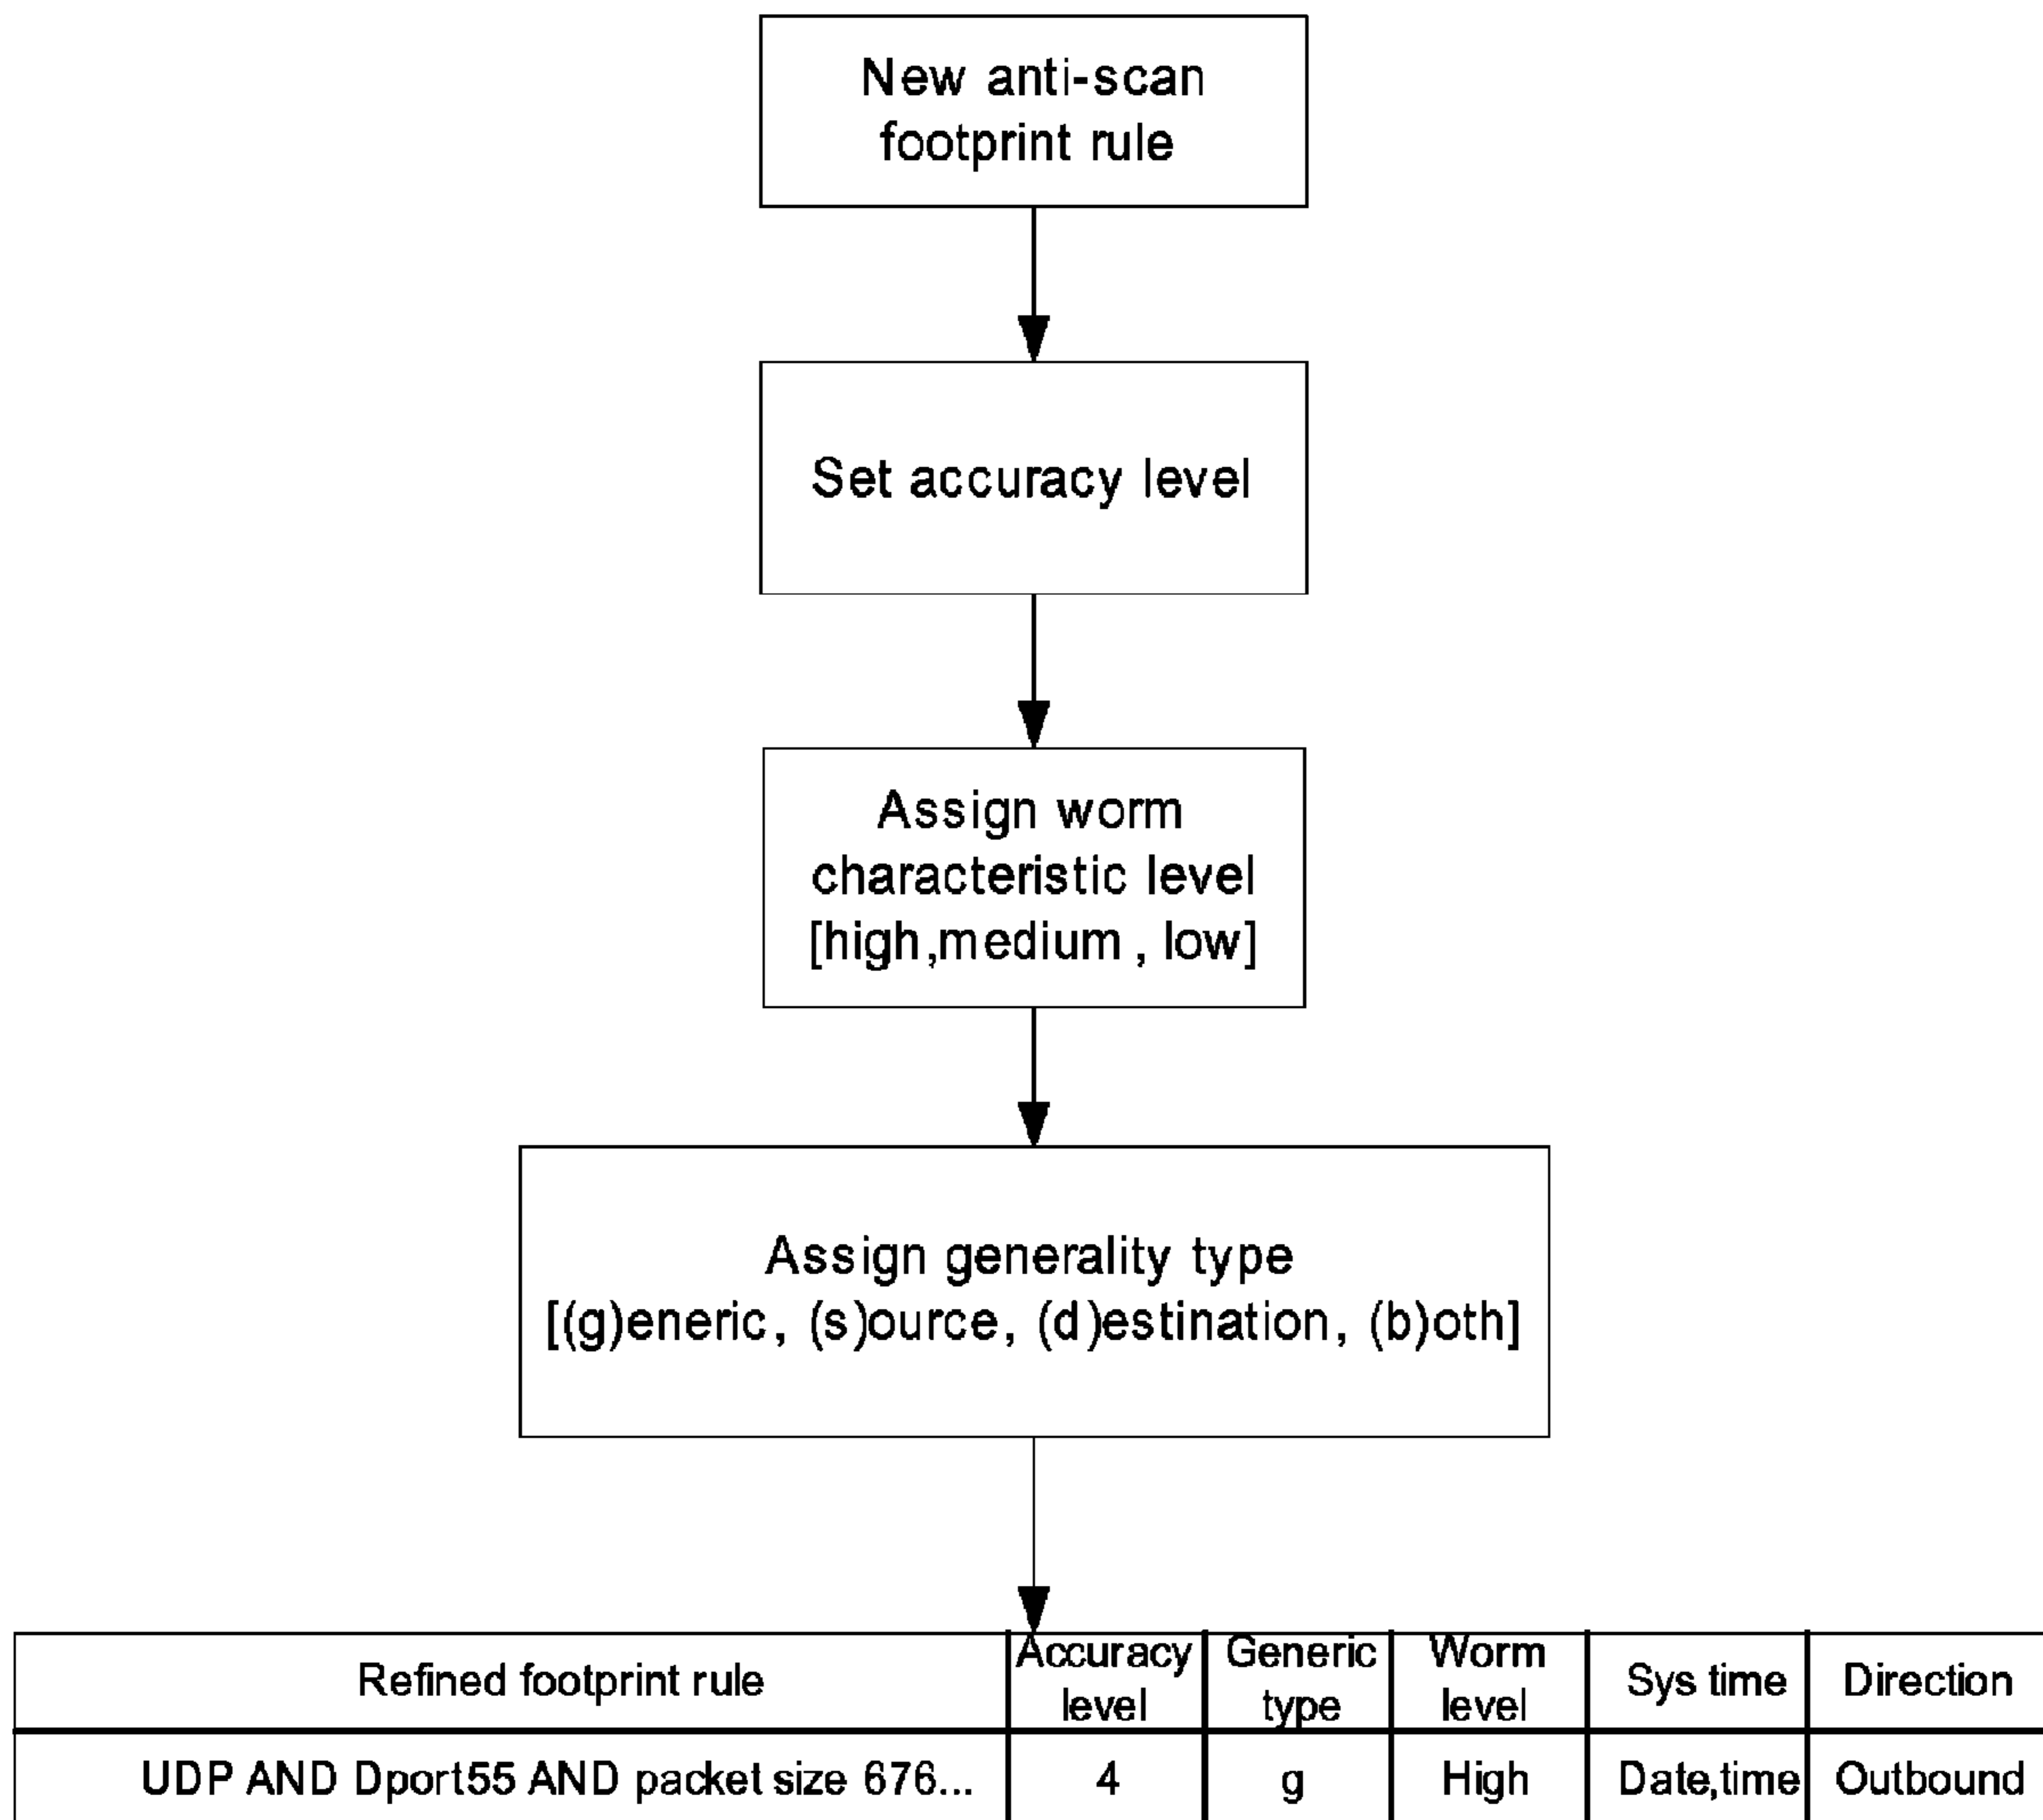 New anti-scan
footprint rule
Set accuracy level
Assign worm
characteristic level
[high,medium , low]
Assign generality type
[(g)eneric, (s)ource, (d)estination, (b)oth]
Refined footprint rule
Accuracy
level
Generic
type
Worm
level
Sys time
Direction
UDP AND Dport55 AND packet size 676...
4
g
High
Date,time
Outbound